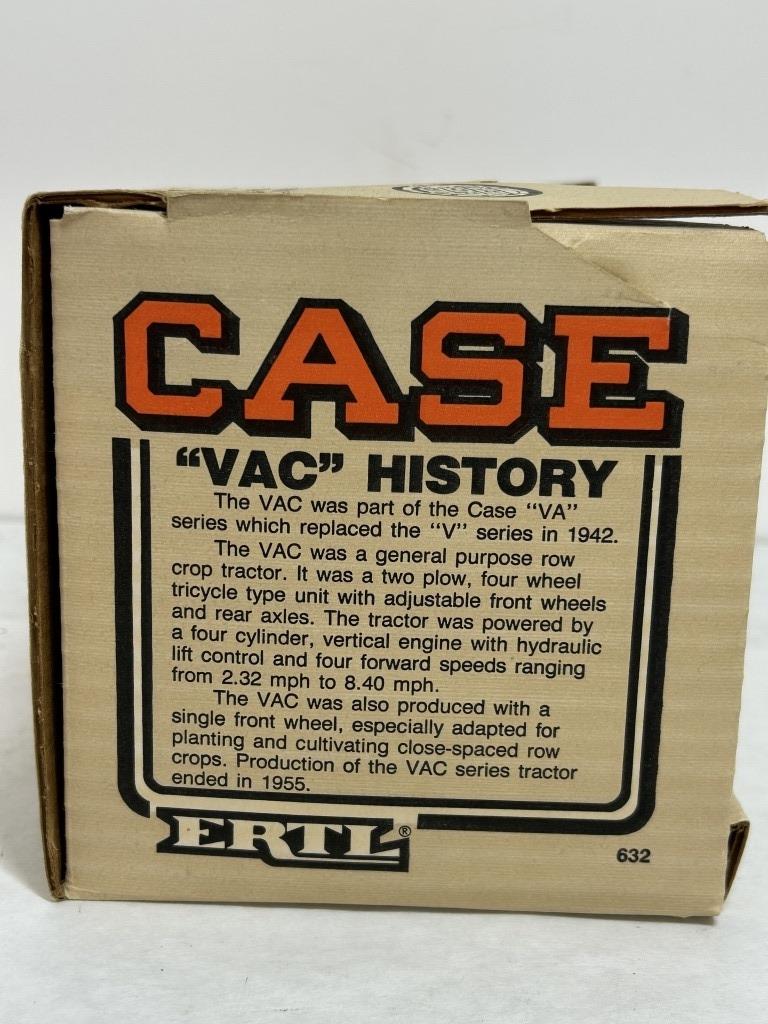 CASE
“VAC” HISTORY
The VAC was part of the Case “VA”
series which replaced the “V” series in 1942.
The VAC was a general purpose row
crop tractor. It was a two plow, four wheel
tricycle type unit with adjustable front wheels
and rear axles. The tractor was powered by
a four cylinder, vertical engine with hydraulic
lift control and four forward speeds ranging
from 2.32 mph to 8.40 mph.
The VAC was also produced with a
single front wheel, especially adapted for
planting and cultivating close-spaced row
crops. Production of the VAC series tractor
ended in 1955.
ERTL®
632